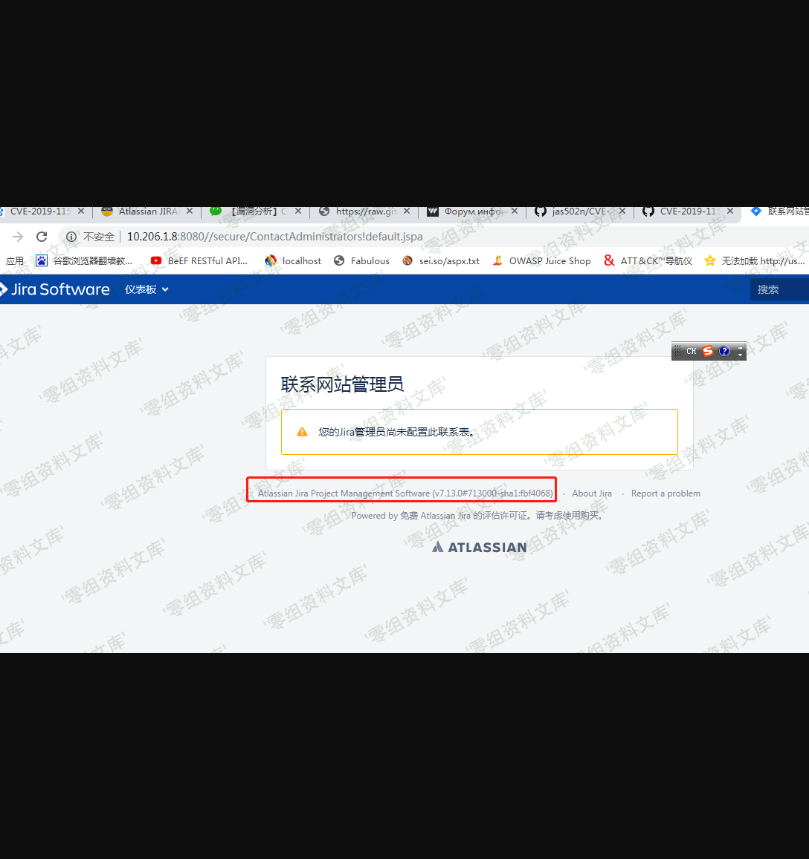 CVE-2019-115
Atlassian JIRA
【漏洞分析】C
https://raw.git
Форум инфо
jas502n/CVE-
CVE-2019-115
联系网站管
不安全 | 10.206.1.8:8080//secure/ContactAdministrators!default.jspa
应用 谷歌浏览器翻墙教... BeEF RESTful API... localhost Fabulous sei.so/aspx.txt OWASP Juice Shop ATT&CK™导航仪 无法加载 http://us...
Jira Software 仪表板 搜索
CH
联系网站管理员
您的Jira管理员尚未配置此联系表。
Atlassian Jira Project Management Software (v7.13.0#713000-sha1:fbf4068) · About Jira · Report a problem
Powered by 免费 Atlassian Jira 的评估许可证。请考虑使用购买。
ATLASSIAN
'零组资料文库'